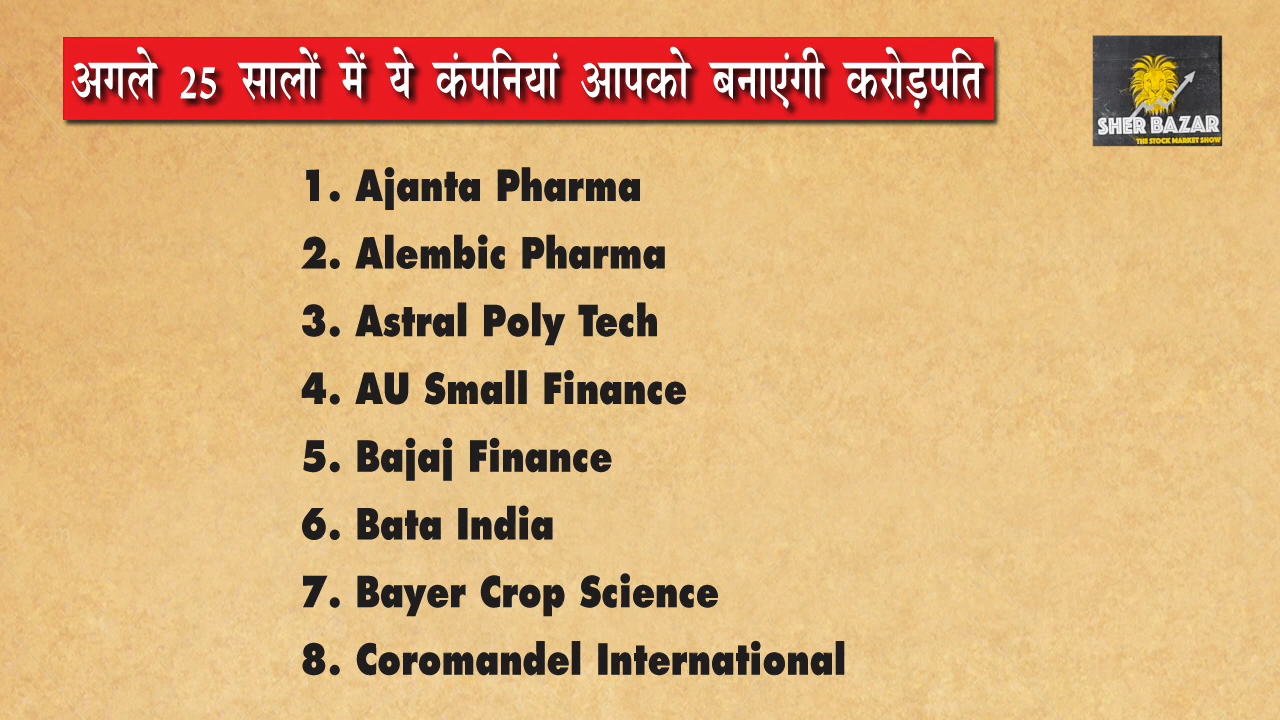 अगले 25 सालों में ये कंपनियां आपको बनाएंगी करोड़पति
SHER BAZAR
THE STOCK MARKET SHOW
1. Ajanta Pharma
2. Alembic Pharma
3. Astral Poly Tech
4. AU Small Finance
5. Bajaj Finance
6. Bata India
7. Bayer Crop Science
8. Coromandel International